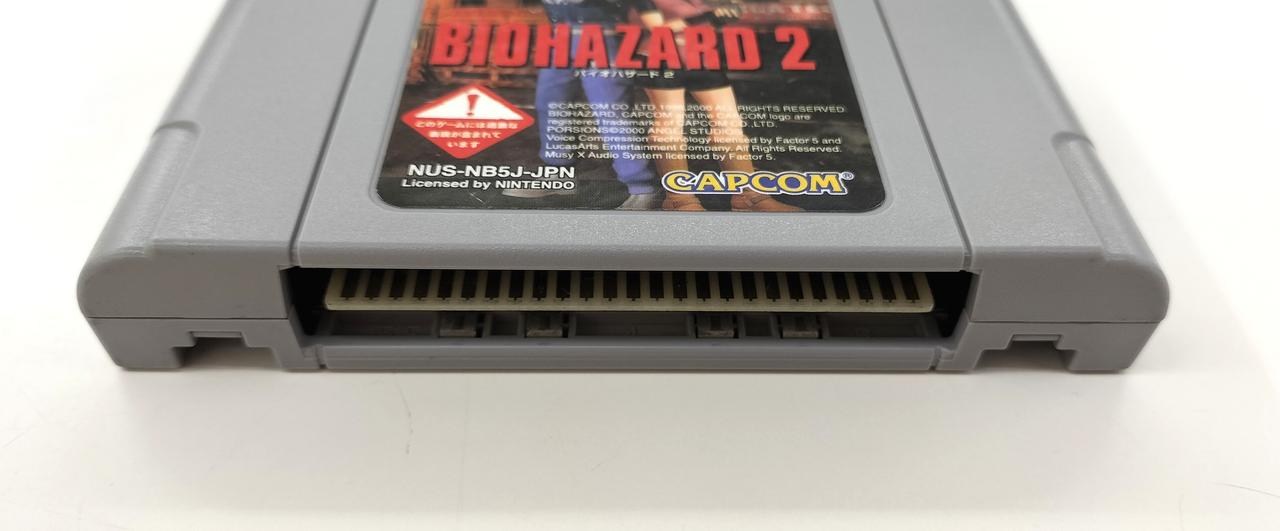 BIOHAZARD 2
バイオハザード 2
このゲームには過激な
表現が含まれて
います
©CAPCOM CO.,LTD. 1998,2000 ALL RIGHTS RESERVED.
BIOHAZARD, CAPCOM and the CAPCOM logo are
registered trademarks of CAPCOM CO.,LTD.
PORSIONS©2000 ANGEL STUDIOS
Voice Compression Technology licensed by Factor 5 and
LucasArts Entertainment Company. All Rights Reserved.
Musy X Audio System licensed by Factor 5.
NUS-NB5J-JPN
Licensed by NINTENDO
CAPCOM®